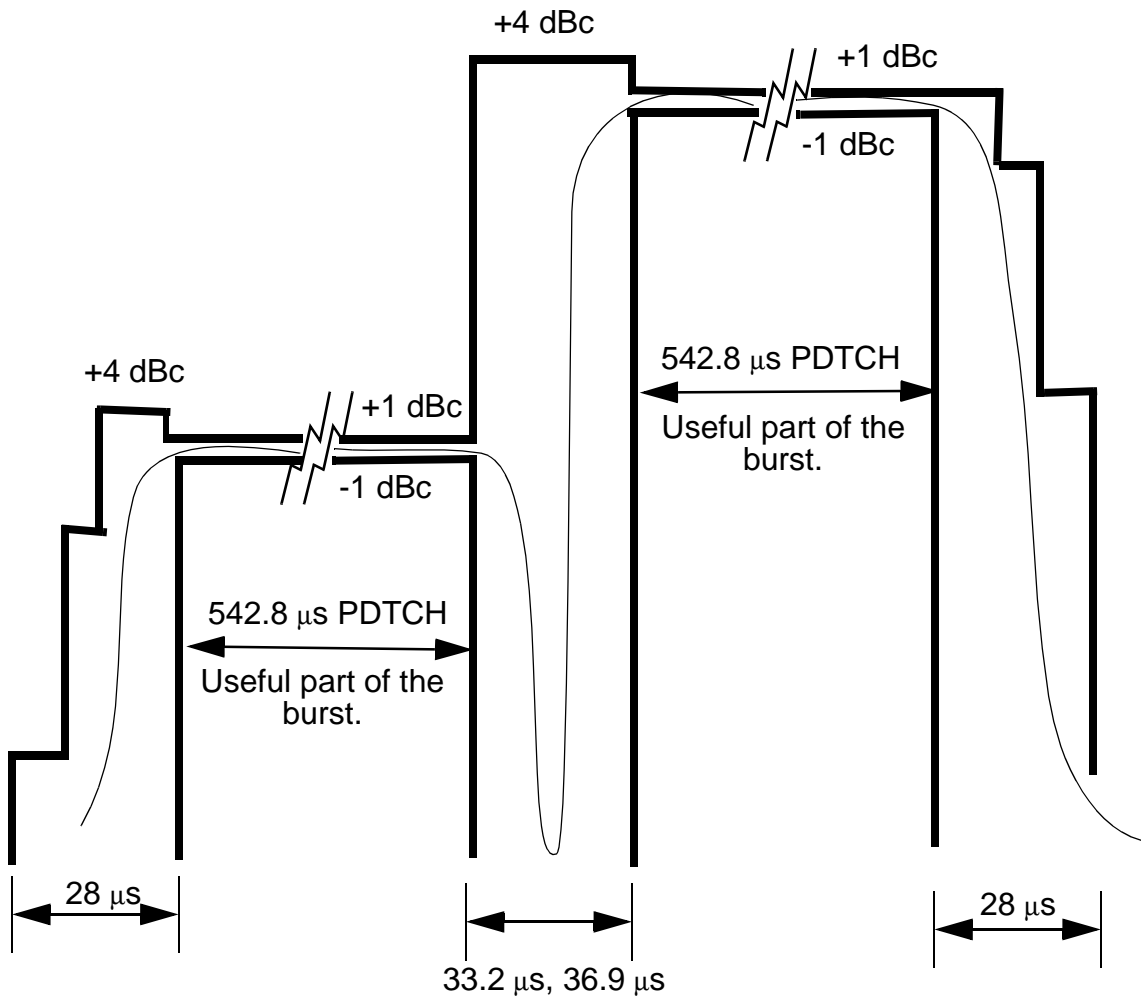 +4 dBc
+1 dBc
-1 dBc
542.8 μs PDTCH
Useful part of the
burst.
+4 dBc
+1 dBc
-1 dBc
542.8 μs PDTCH
Useful part of the
burst.
28 μs
28 μs
33.2 μs, 36.9 μs